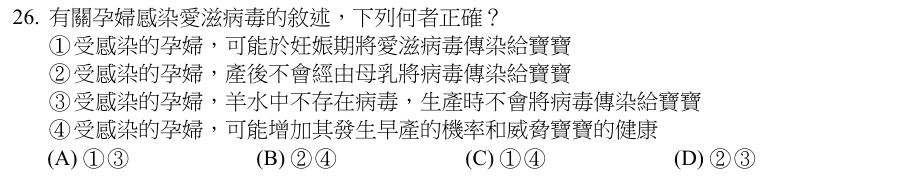 26. 有關孕婦感染愛滋病毒的敘述，下列何者正確？
①受感染的孕婦，可能於妊娠期將愛滋病毒傳染給寶寶
②受感染的孕婦，產後不會經由母乳將病毒傳染給寶寶
③受感染的孕婦，羊水中不存在病毒，生產時不會將病毒傳染給寶寶
④受感染的孕婦，可能增加其發生早產的機率和威脅寶寶的健康
(A) ①③ (B) ②④ (C) ①④ (D) ②③